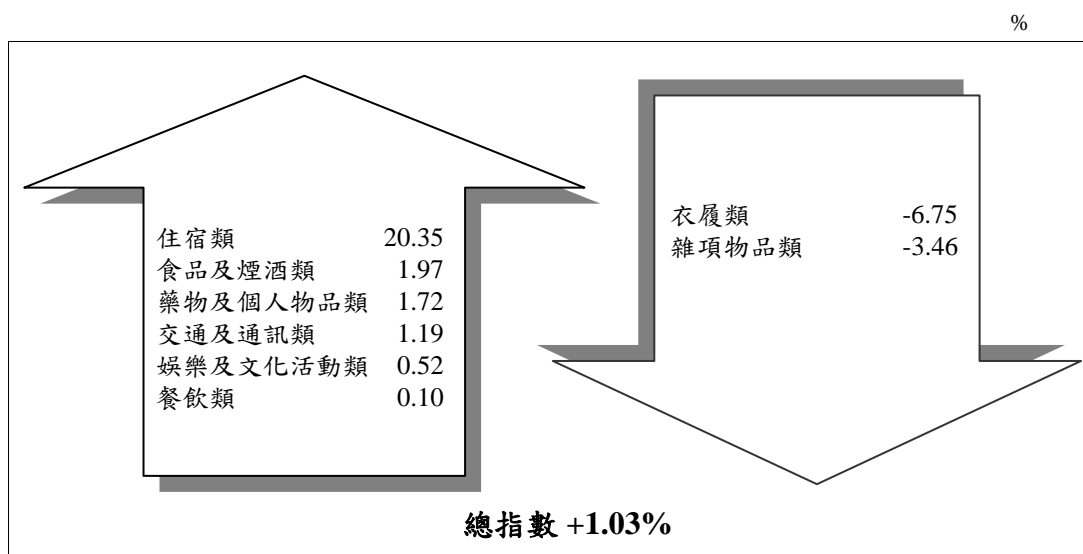 %
住宿類 20.35
食品及煙酒類 1.97
藥物及個人物品類 1.72
交通及通訊類 1.19
娛樂及文化活動類 0.52
餐飲類 0.10
衣履類 -6.75
雜項物品類 -3.46
總指數 +1.03%